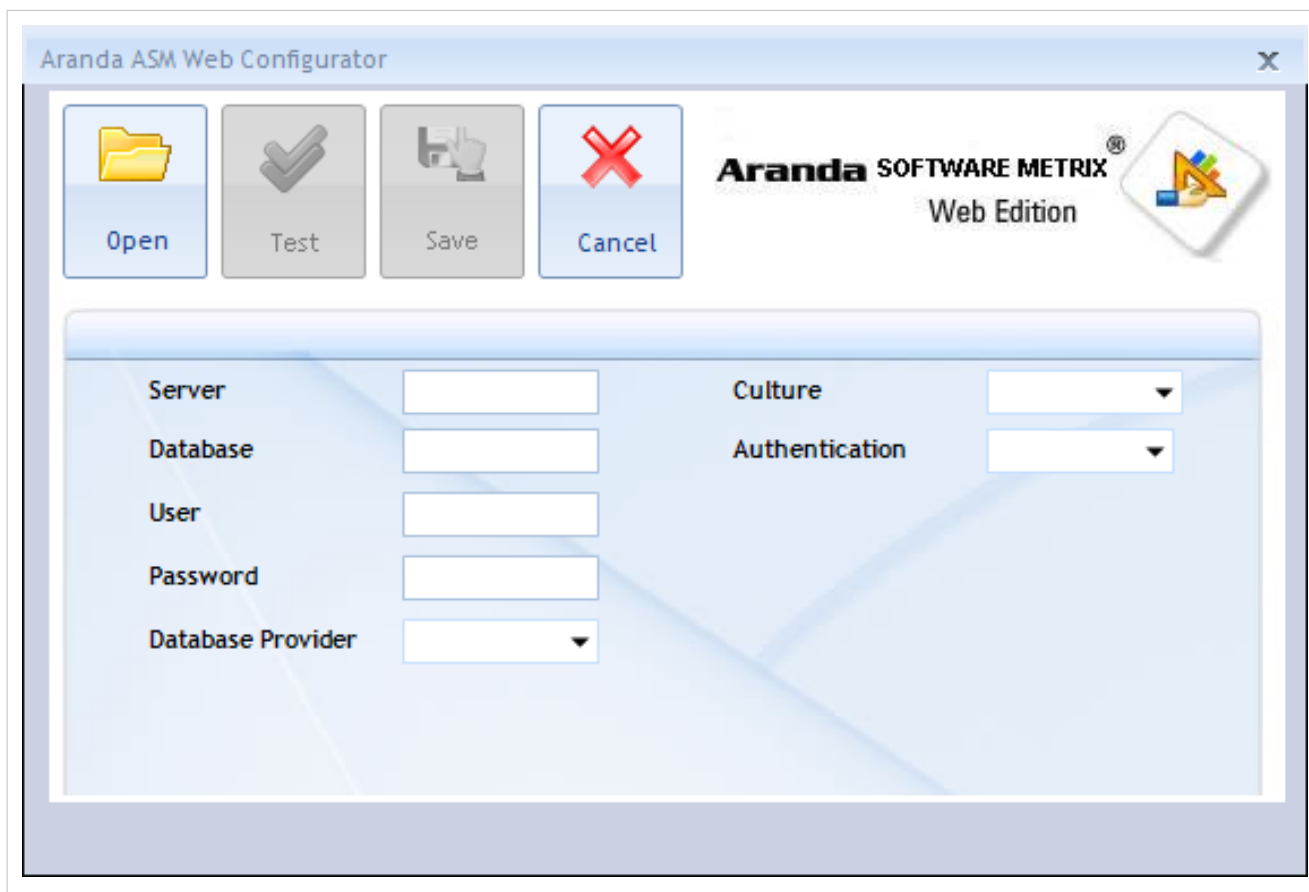 Aranda ASM Web Configurator
x
Open
Test
Save
Cancel
Aranda SOFTWARE METRIX®
Web Edition
Server
Culture
Database
Authentication
User
Password
Database Provider